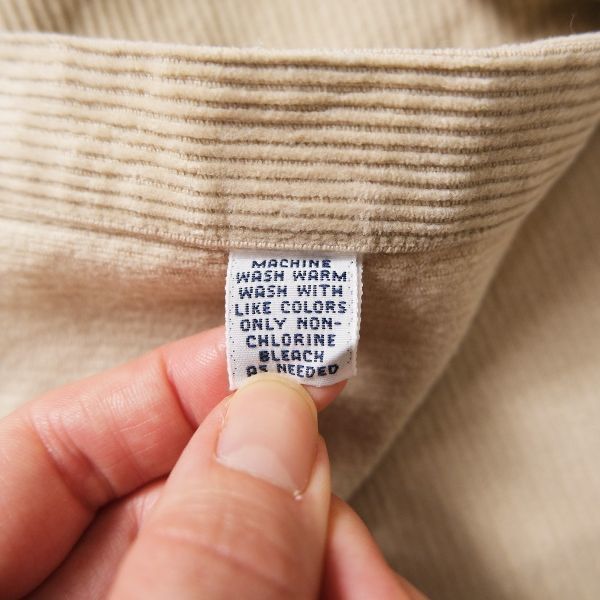 MACHINE
WASH WARM
WASH WITH
LIKE COLORS
ONLY NON-
CHLORINE
BLEACH
AS NEEDED